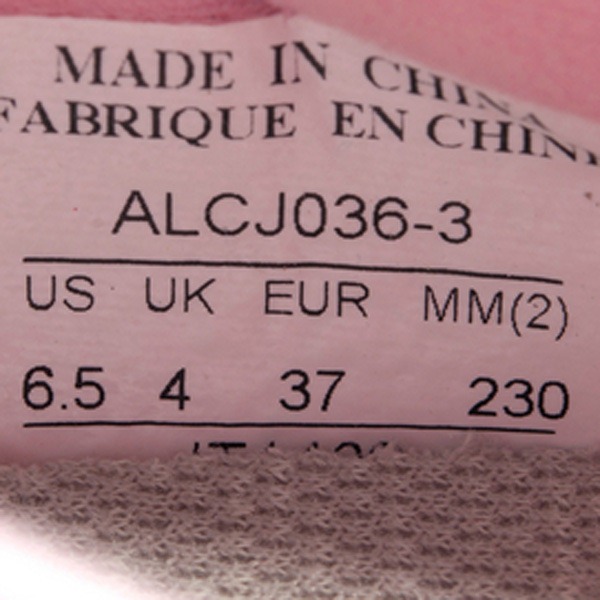 MADE IN CHINA
FABRIQUE EN CHINE
ALCJ036-3
US UK EUR MM(2)
6.5 4 37 230